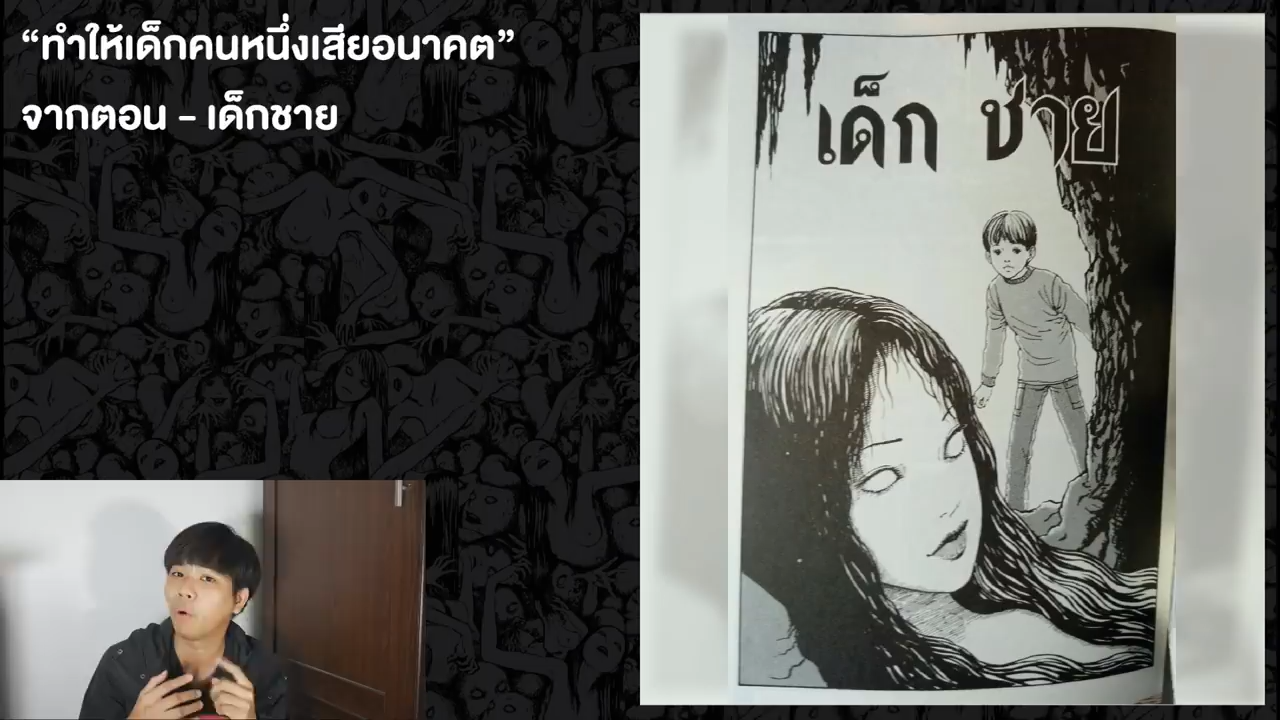 “ทำให้เด็กคนหนึ่งเสียอนาคต”
จากตอน - เด็กชาย
เด็ก ชาย